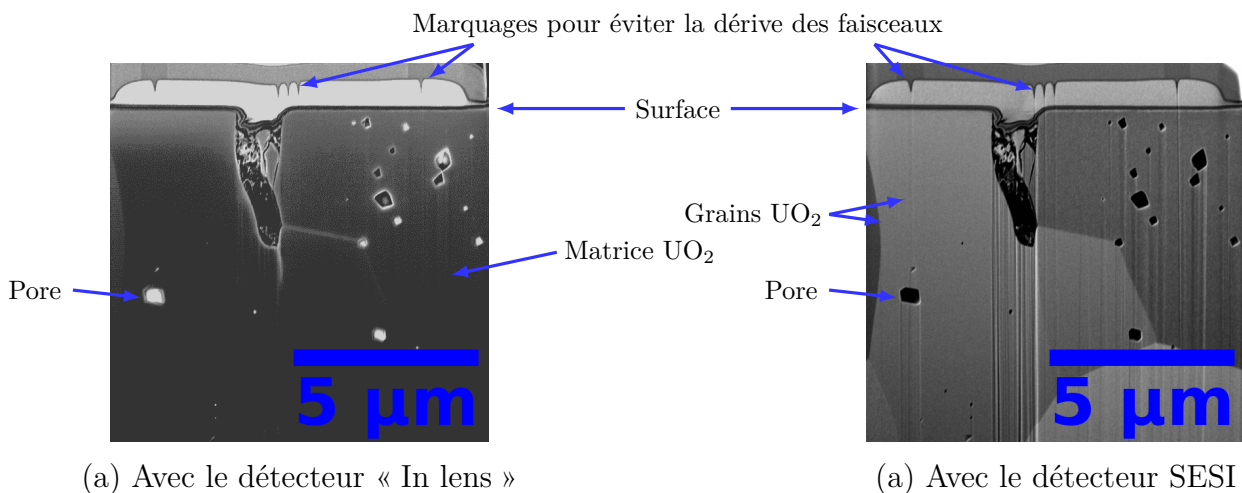 Marquages pour éviter la dérive des faisceaux
Surface
Grains UO₂
Matrice UO₂
Pore
Pore
5 µm
5 µm
(a) Avec le détecteur « In lens »
(a) Avec le détecteur SESI